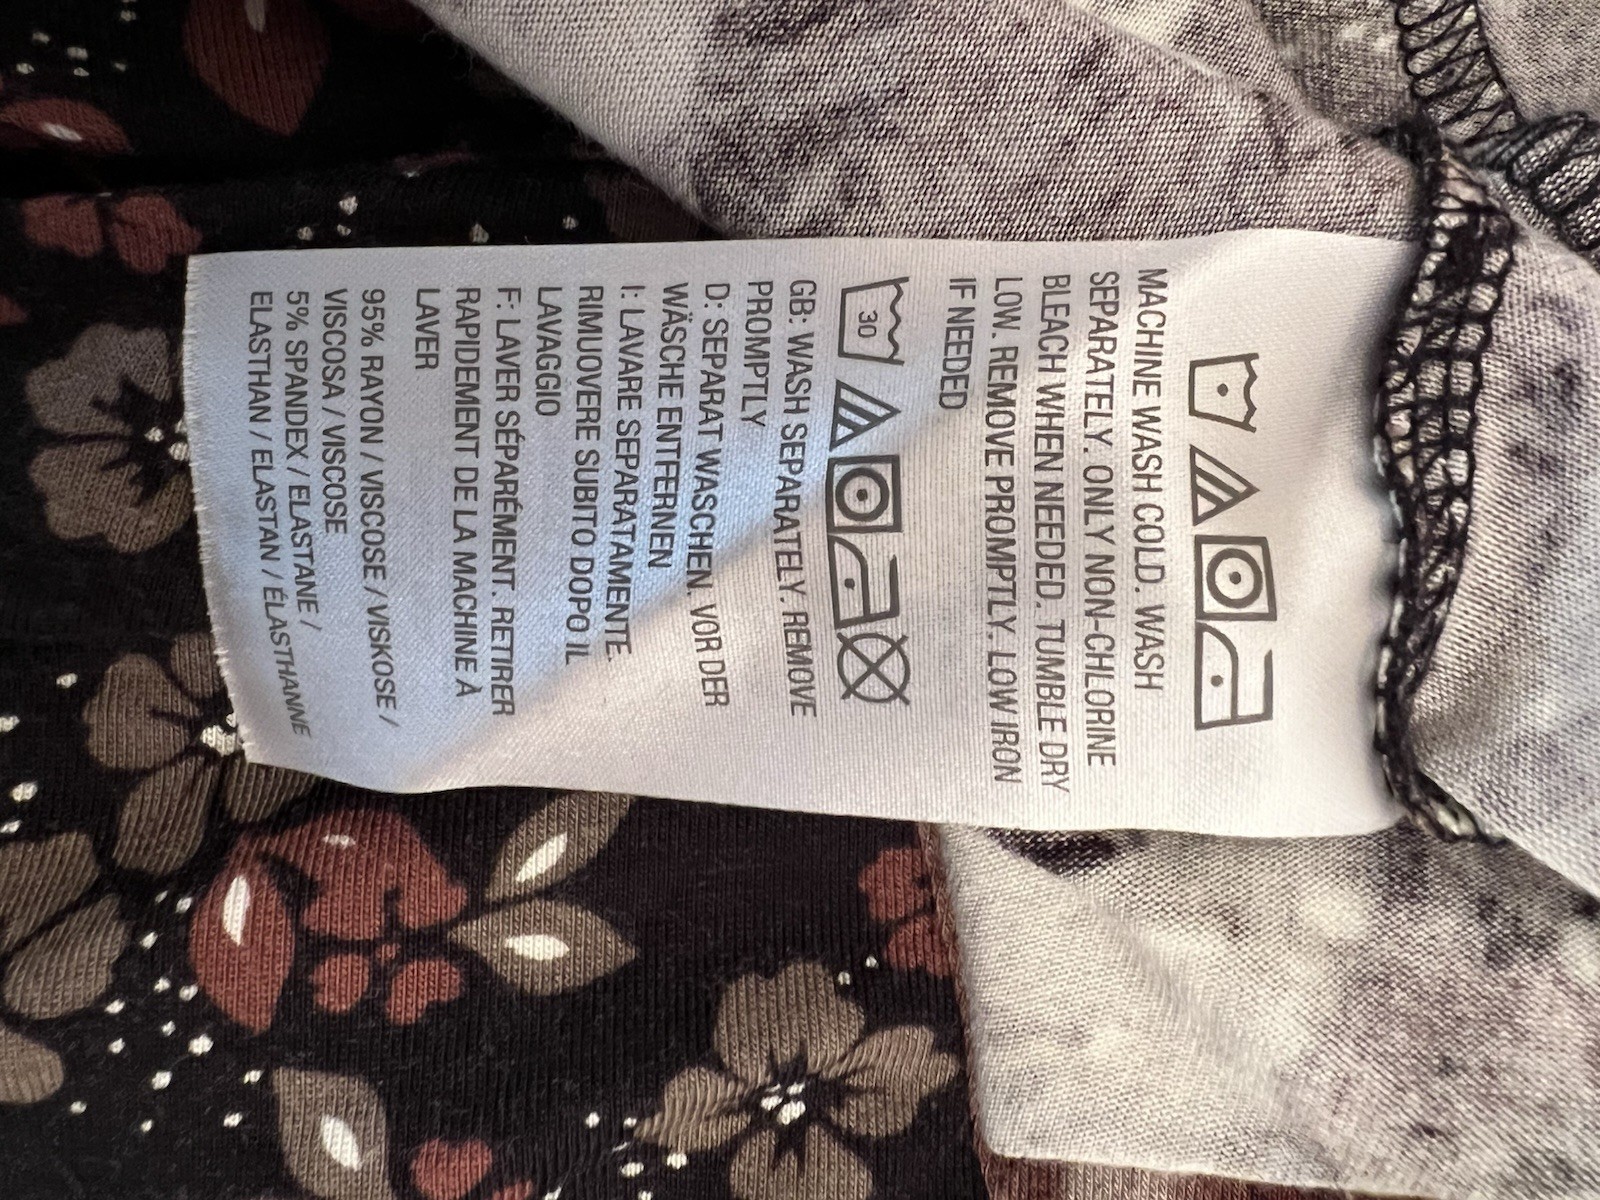 MACHINE WASH COLD. WASH
SEPARATELY. ONLY NON-CHLORINE
BLEACH WHEN NEEDED. TUMBLE DRY
LOW. REMOVE PROMPTLY. LOW IRON
IF NEEDED
30
GB: WASH SEPARATELY. REMOVE
PROMPTLY
D: SEPARAT WASCHEN. VOR DER
WÄSCHE ENTFERNEN
I: LAVARE SEPARATAMENTE.
RIMUOVERE SUBITO DOPO IL
LAVAGGIO
F: LAVER SÉPARÉMENT. RETIRER
RAPIDEMENT DE LA MACHINE À
LAVER
95% RAYON / VISCOSE / VISKOSE /
VISCOSA / VISCOSE
5% SPANDEX / ELASTANE /
ELASTHAN / ELASTAN / ÉLASTHANNE